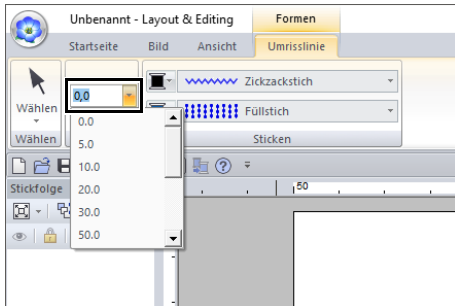 Unbenannt - Layout & Editing Formen
Startseite Bild Ansicht Umrisslinie
Zickzackstich
0,0
Wählen
Füllstich
Wählen
Sticken
0.0
5.0
10.0
Stickfolge
20.0
50
30.0
50.0